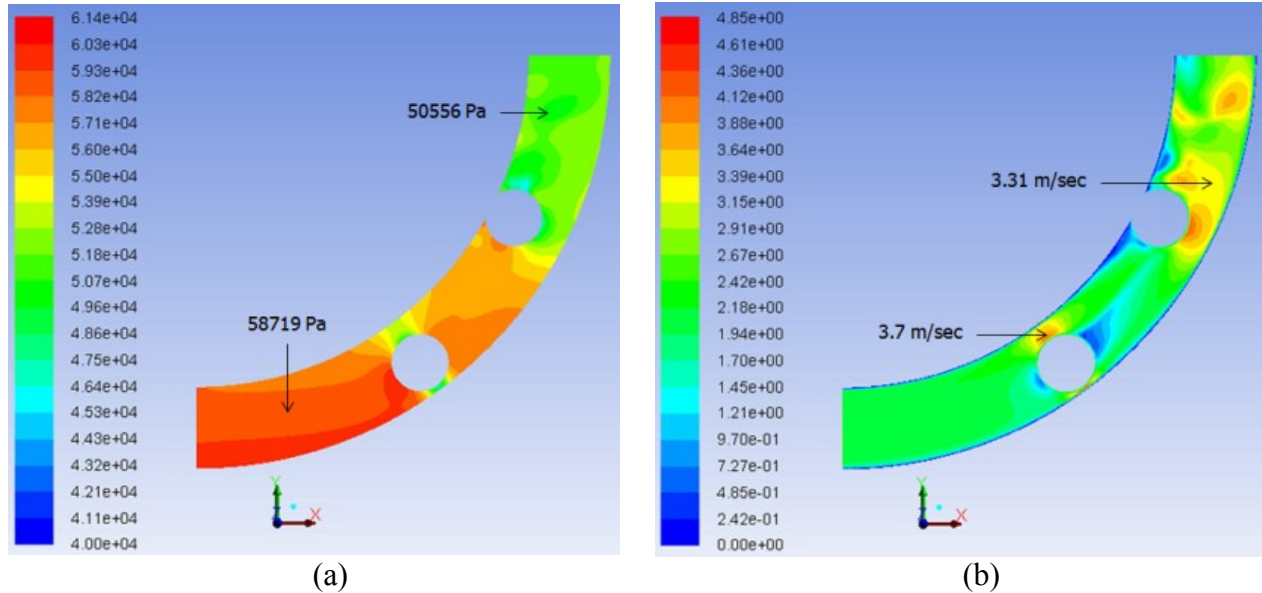 6.14e+04
6.03e+04
5.93e+04
5.82e+04
5.71e+04
5.60e+04
5.50e+04
5.39e+04
5.28e+04
5.18e+04
5.07e+04
4.96e+04
4.86e+04
4.75e+04
4.64e+04
4.53e+04
4.43e+04
4.32e+04
4.21e+04
4.11e+04
4.00e+04
50556 Pa
58719 Pa
Y
X
(a)
4.85e+00
4.61e+00
4.36e+00
4.12e+00
3.88e+00
3.64e+00
3.39e+00
3.15e+00
2.91e+00
2.67e+00
2.42e+00
2.18e+00
1.94e+00
1.70e+00
1.45e+00
1.21e+00
9.70e-01
7.27e-01
4.85e-01
2.42e-01
0.00e+00
3.31 m/sec
3.7 m/sec
Y
X
(b)